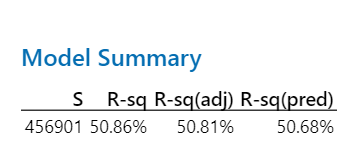 Model Summary
S R-sq R-sq(adj) R-sq(pred)
456901 50.86% 50.81% 50.68%